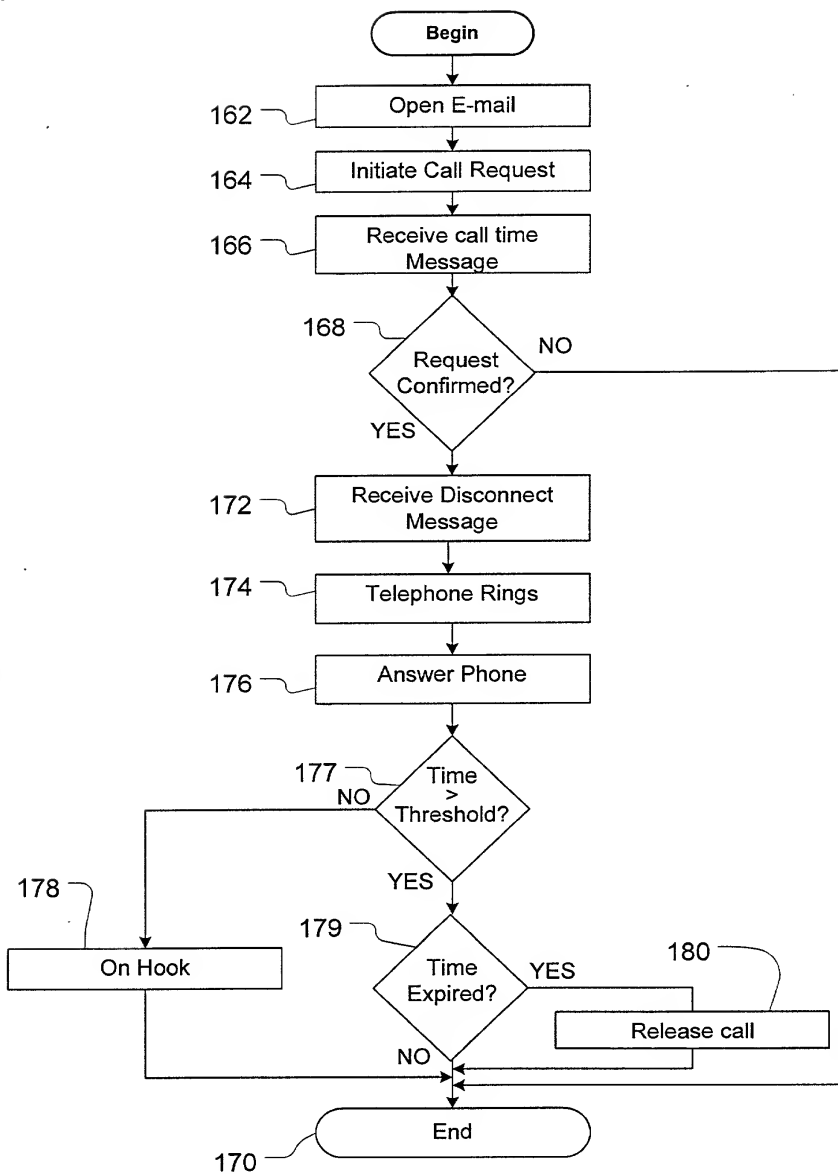 Begin
162
Open E-mail
164
Initiate Call Request
166
Receive call time
Message
168
Request
Confirmed?
NO
YES
172
Receive Disconnect
Message
174
Telephone Rings
176
Answer Phone
177
Time
>
Threshold?
NO
YES
178
On Hook
179
Time
Expired?
YES
180
Release call
NO
End
170